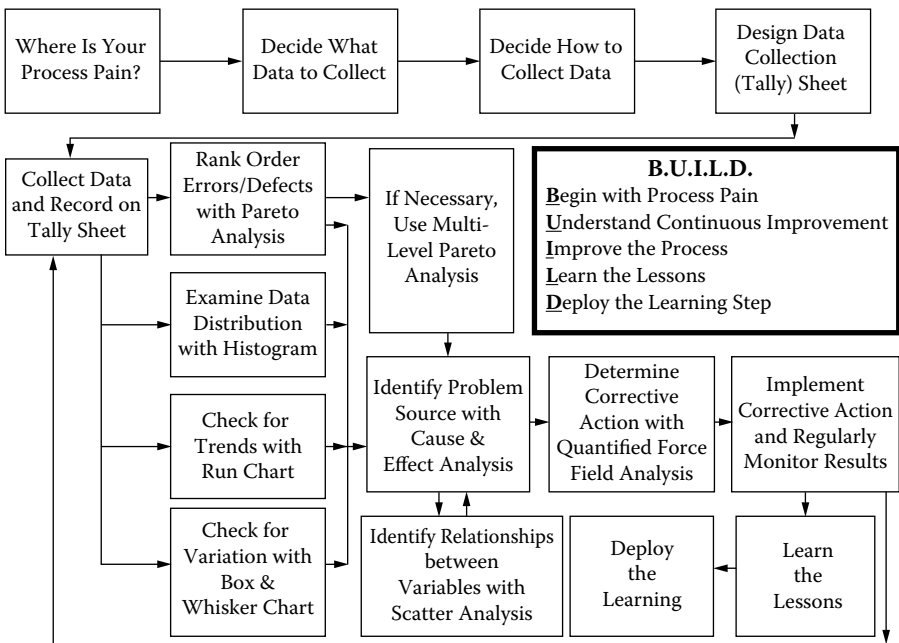 Where Is Your
Process Pain?
Decide What
Data to Collect
Decide How to
Collect Data
Design Data
Collection
(Tally) Sheet
Collect Data
and Record on
Tally Sheet
Rank Order
Errors/Defects
with Pareto
Analysis
If Necessary,
Use Multi-
Level Pareto
Analysis
B.U.I.L.D.
Begin with Process Pain
Understand Continuous Improvement
Improve the Process
Learn the Lessons
Deploy the Learning Step
Examine Data
Distribution
with Histogram
Check for
Trends with
Run Chart
Identify Problem
Source with
Cause &
Effect Analysis
Determine
Corrective
Action with
Quantified Force
Field Analysis
Implement
Corrective Action
and Regularly
Monitor Results
Check for
Variation with
Box &
Whisker Chart
Identify Relationships
between
Variables with
Scatter Analysis
Deploy
the
Learning
Learn
the
Lessons